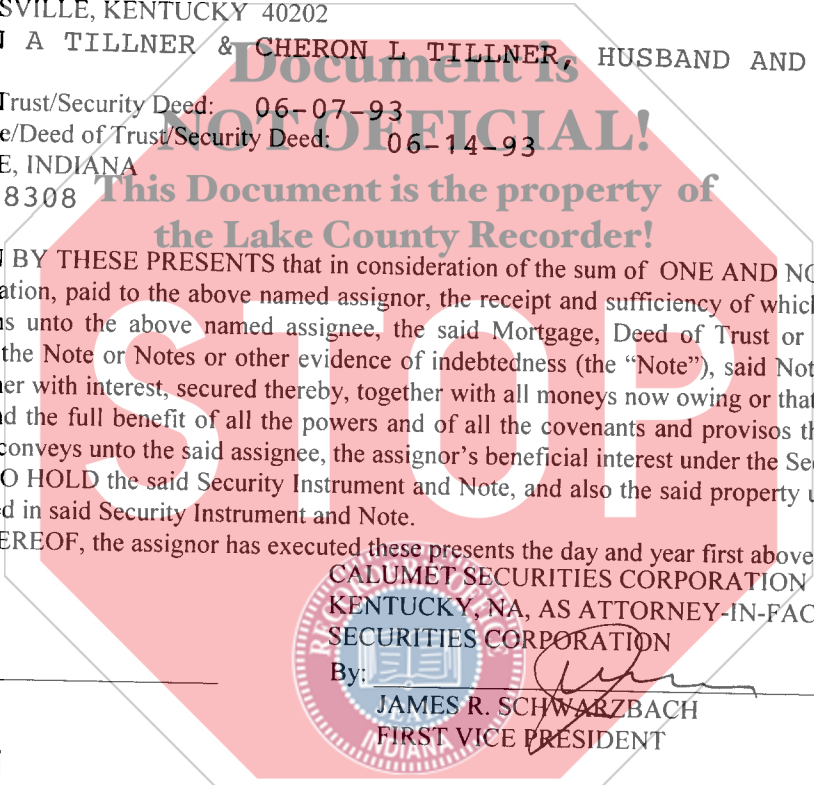 SVILLE, KENTUCKY 40202
A TILLNER & CHERON L TILLNER, HUSBAND AND
Document is
Trust/Security Deed: 06-07-93
NOT OFFICIAL!
e/Deed of Trust/Security Deed: 06-14-93
E, INDIANA
8308
This Document is the property of
the Lake County Recorder!
BY THESE PRESENTS that in consideration of the sum of ONE AND NO
ation, paid to the above named assignor, the receipt and sufficiency of which
s unto the above named assignee, the said Mortgage, Deed of Trust or
the Note or Notes or other evidence of indebtedness (the “Note”), said Not
er with interest, secured thereby, together with all moneys now owing or that
d the full benefit of all the powers and of all the covenants and provisos th
conveys unto the said assignee, the assignor’s beneficial interest under the Se
O HOLD the said Security Instrument and Note, and also the said property u
d in said Security Instrument and Note.
EREOF, the assignor has executed these presents the day and year first above
STOP
CALUMET SECURITIES CORPORATION
KENTUCKY, NA, AS ATTORNEY-IN-FAC
SECURITIES CORPORATION
By:
JAMES R. SCHWARZBACH
FIRST VICE PRESIDENT
INDIANA